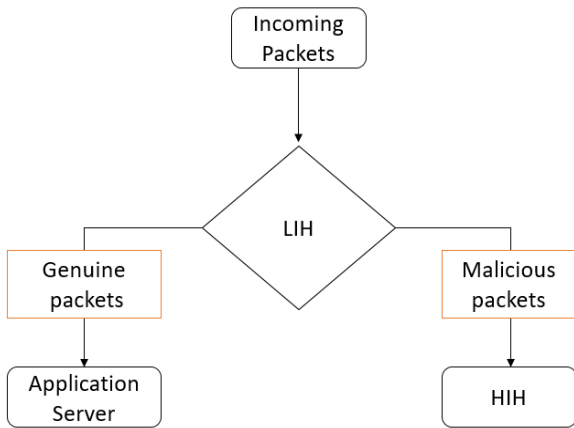 Incoming
Packets
LIH
Genuine
packets
Malicious
packets
Application
Server
HIH